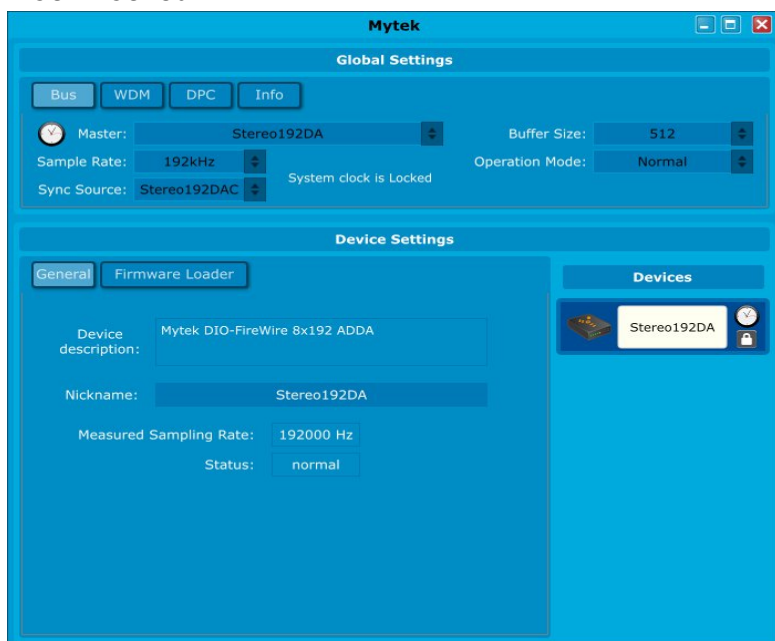 Mytek
Global Settings
Bus WDM DPC Info
Master: Stereo192DA Buffer Size: 512
Sample Rate: 192kHz Operation Mode: Normal
System clock is Locked
Sync Source: Stereo192DAC
Device Settings
General Firmware Loader
Devices
Stereo192DA
Device description: Mytek DIO-FireWire 8x192 ADDA
Nickname: Stereo192DA
Measured Sampling Rate: 192000 Hz
Status: normal